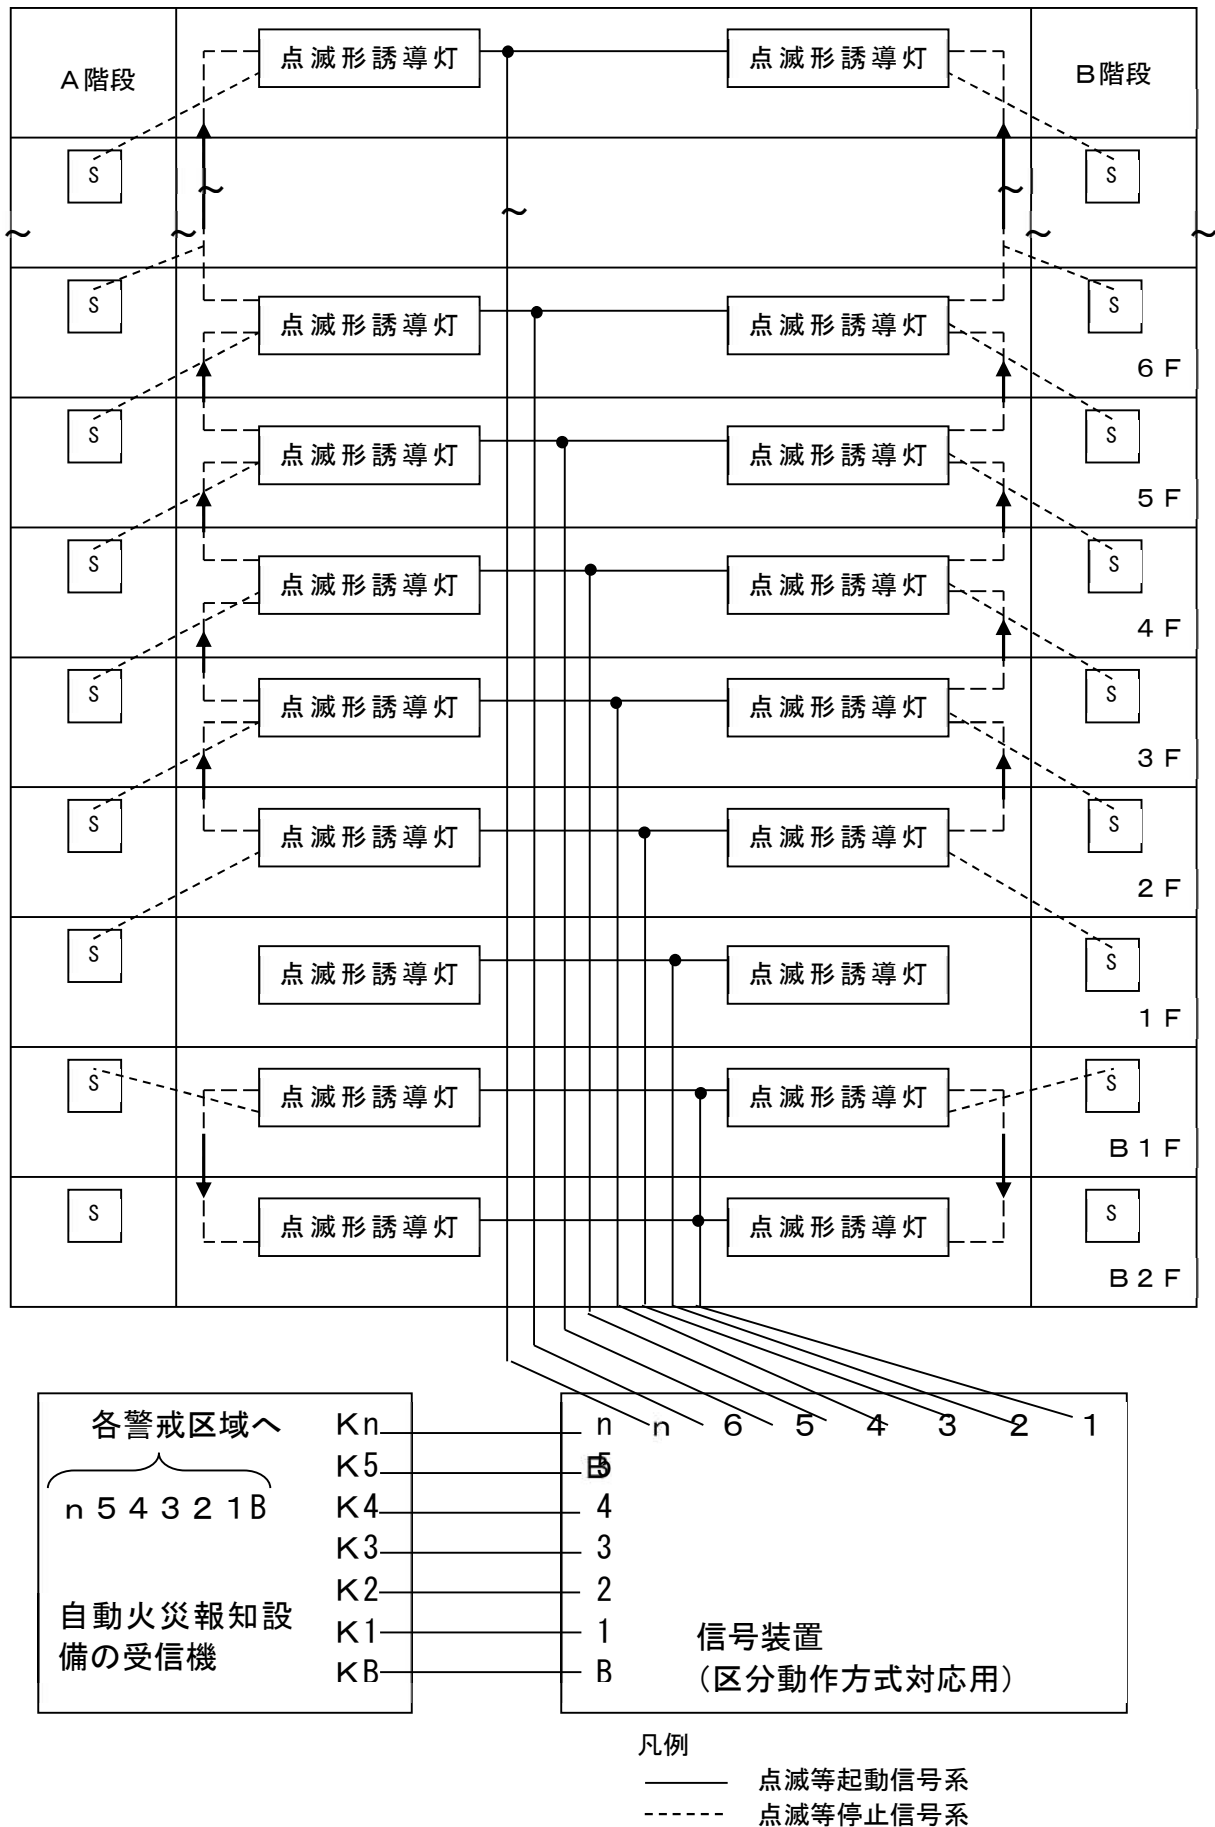 A階段
点滅形誘導灯
点滅形誘導灯
B階段
S
S
S
点滅形誘導灯
点滅形誘導灯
S
6F
S
点滅形誘導灯
点滅形誘導灯
S
5F
S
点滅形誘導灯
点滅形誘導灯
S
4F
S
点滅形誘導灯
点滅形誘導灯
S
3F
S
点滅形誘導灯
点滅形誘導灯
S
2F
S
点滅形誘導灯
点滅形誘導灯
S
1F
S
点滅形誘導灯
点滅形誘導灯
S
B1F
S
点滅形誘導灯
点滅形誘導灯
S
B2F
各警戒区域へ
n54321B
自動火災報知設
備の受信機
Kn
K5
K4
K3
K2
K1
KB
n
5
4
3
2
1
B
n 6 5 4 3 2 1
信号装置
（区分動作方式対応用）
凡例
点滅等起動信号系
点滅等停止信号系